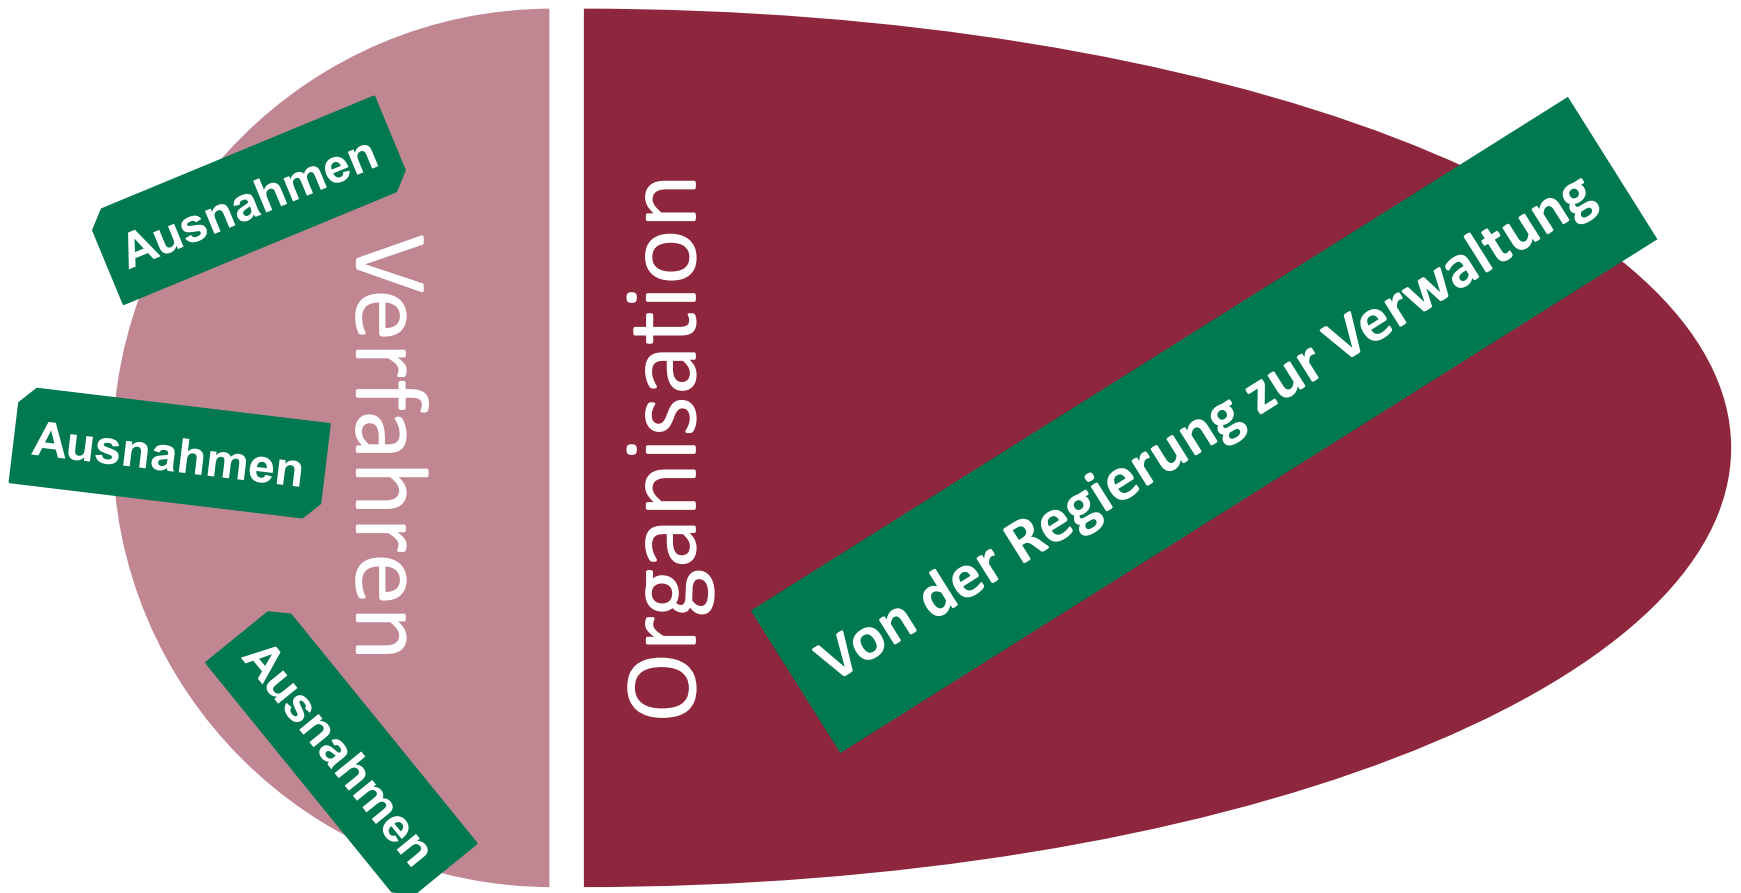 Ausnahmen
Verfahren
Ausnahmen
Ausnahmen
Organisation
Von der Regierung zur Verwaltung